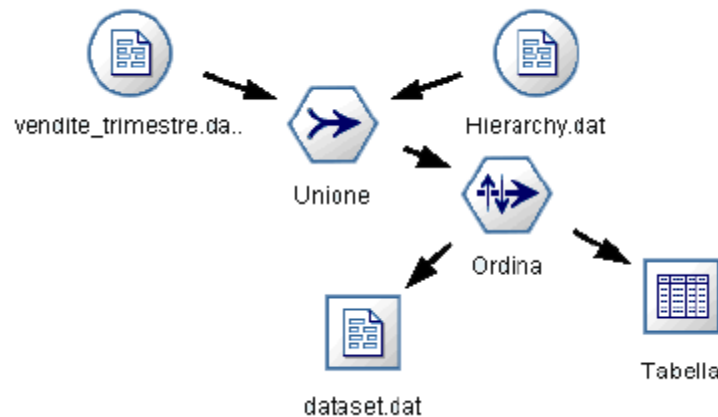 vendite_trimestre.da..
Hierarchy.dat
Unione
Ordina
Tabella
dataset.dat